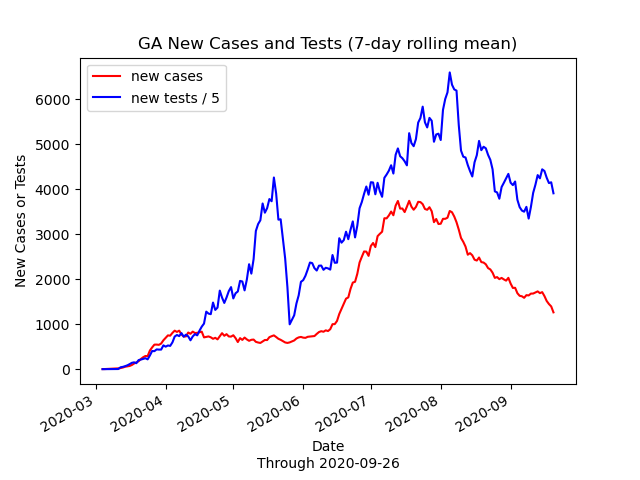 GA New Cases and Tests (7-day rolling mean)
new cases
new tests / 5
New Cases or Tests
6000
5000
4000
3000
2000
1000
0
2020-03
2020-04
2020-05
2020-06
2020-07
2020-08
2020-09
Date
Through 2020-09-26